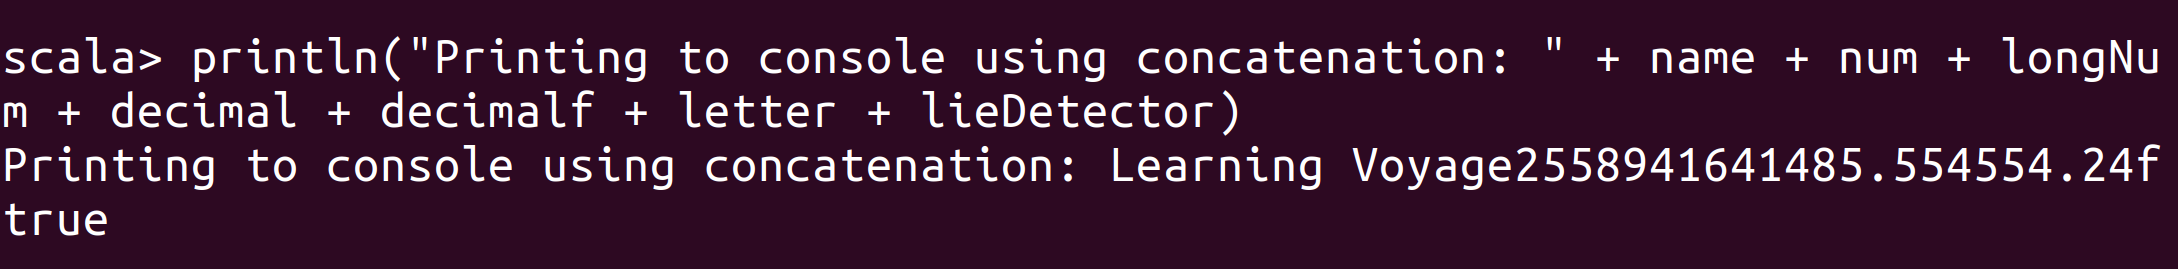 scala> println("Printing to console using concatenation: " + name + num + longNu
m + decimal + decimalf + letter + lieDetector)
Printing to console using concatenation: Learning Voyage2558941641485.554554.24f
true